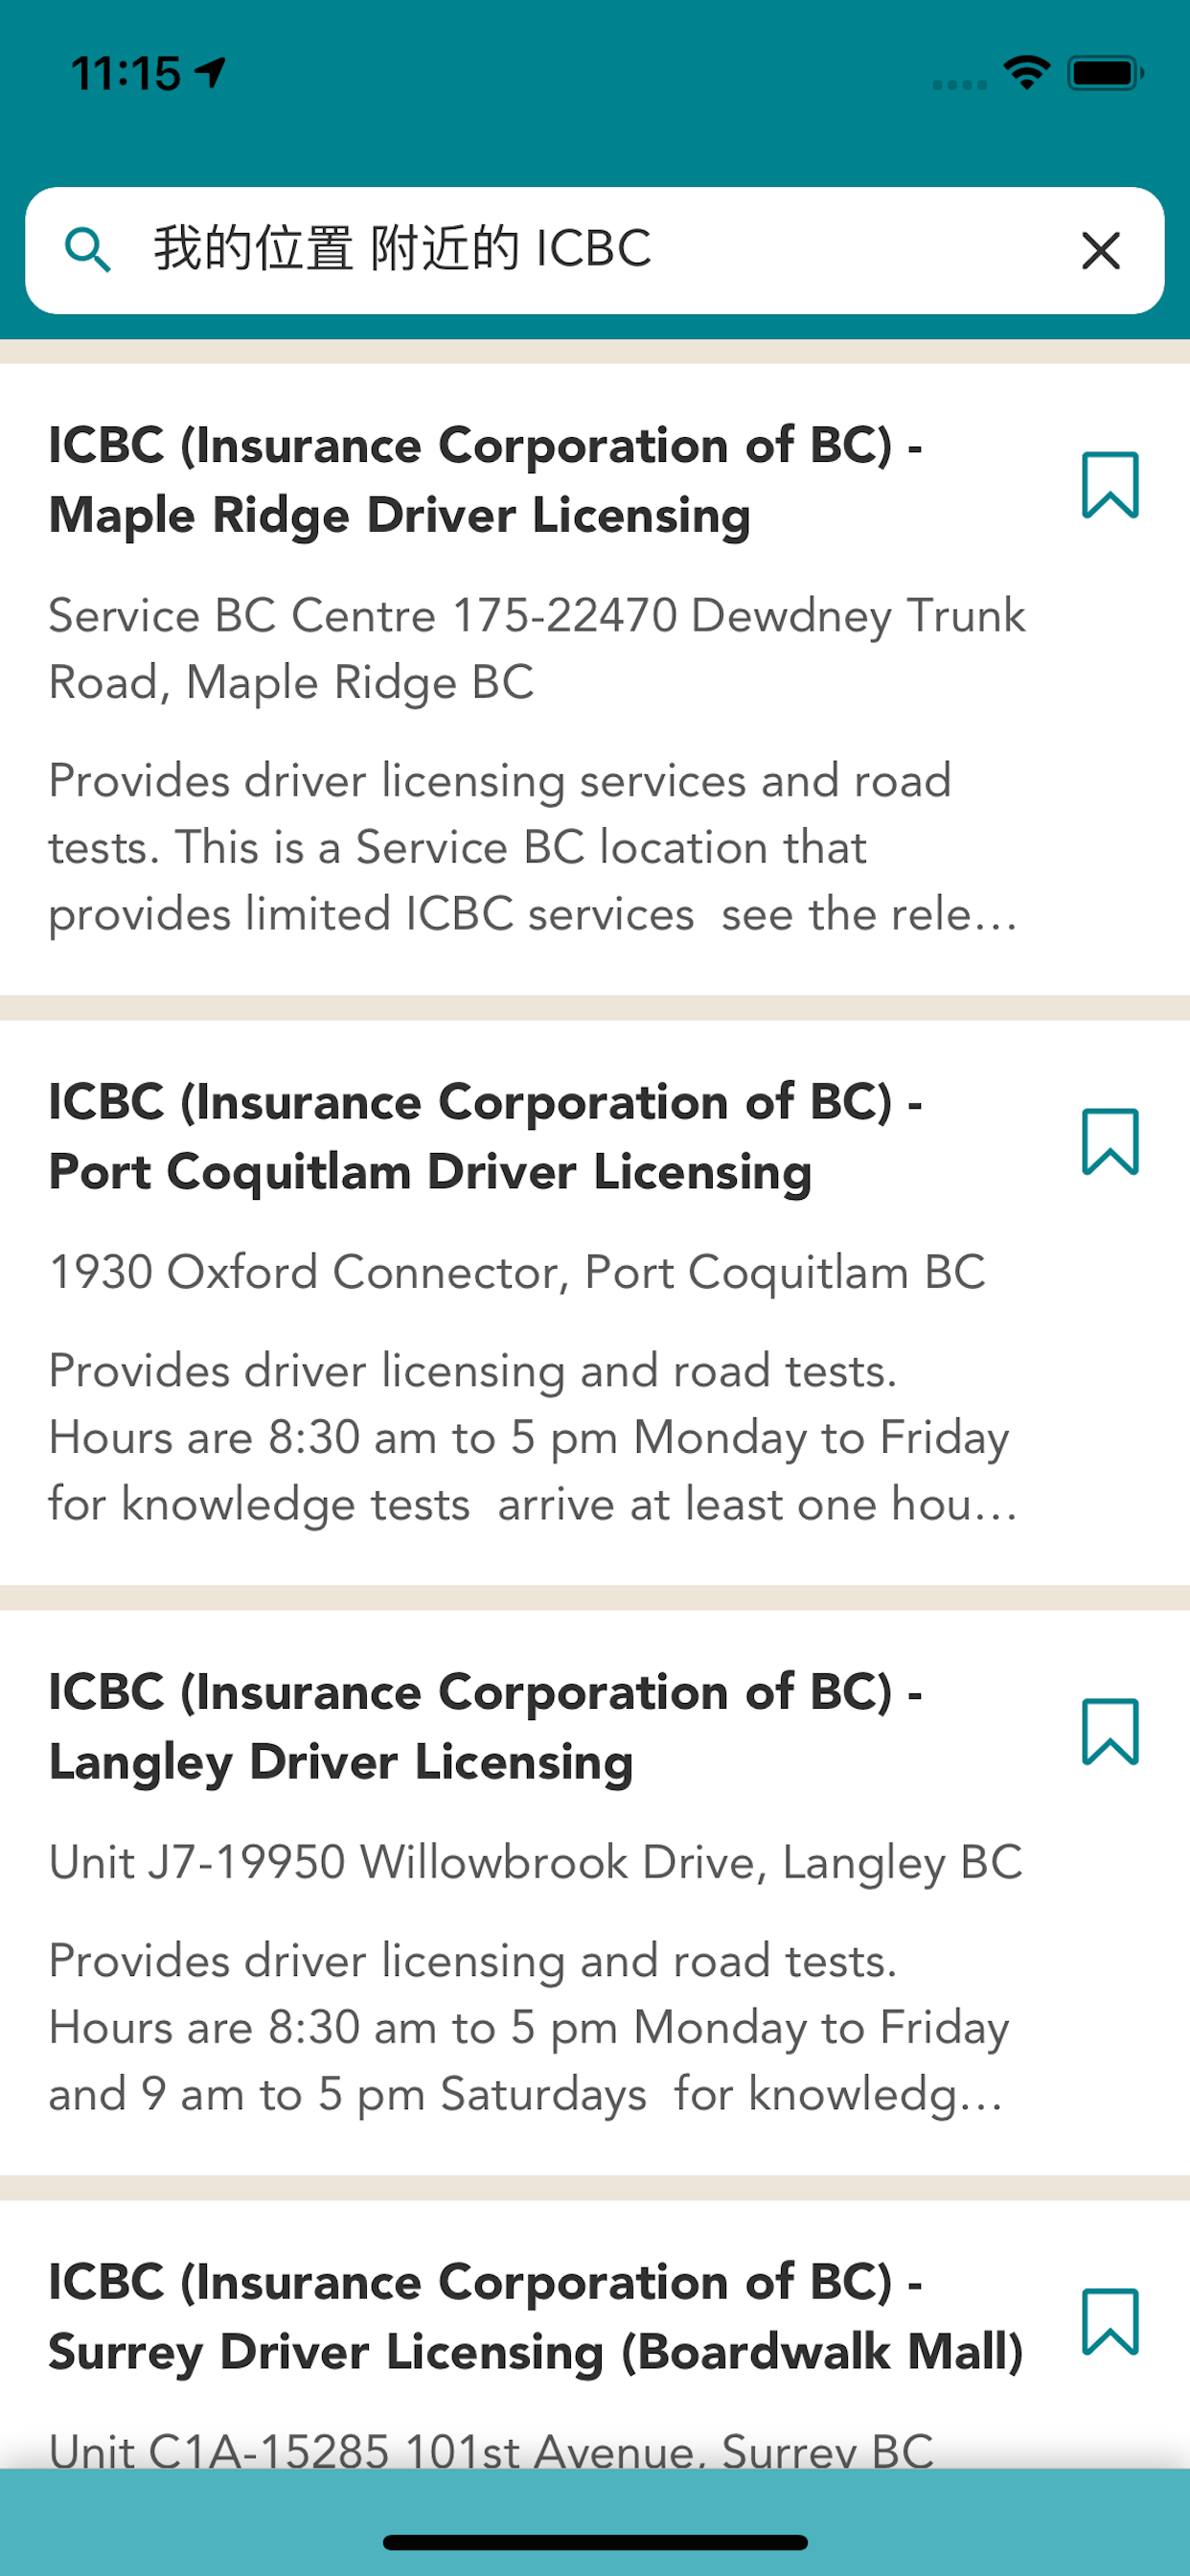 11:15
我的位置 附近的 ICBC
ICBC (Insurance Corporation of BC) -
Maple Ridge Driver Licensing
Service BC Centre 175-22470 Dewdney Trunk
Road, Maple Ridge BC
Provides driver licensing services and road
tests. This is a Service BC location that
provides limited ICBC services  see the rele...
ICBC (Insurance Corporation of BC) -
Port Coquitlam Driver Licensing
1930 Oxford Connector, Port Coquitlam BC
Provides driver licensing and road tests.
Hours are 8:30 am to 5 pm Monday to Friday
for knowledge tests  arrive at least one hou...
ICBC (Insurance Corporation of BC) -
Langley Driver Licensing
Unit J7-19950 Willowbrook Drive, Langley BC
Provides driver licensing and road tests.
Hours are 8:30 am to 5 pm Monday to Friday
and 9 am to 5 pm Saturdays  for knowledg...
ICBC (Insurance Corporation of BC) -
Surrey Driver Licensing (Boardwalk Mall)
Unit C1A-15285 101st Avenue, Surrey BC